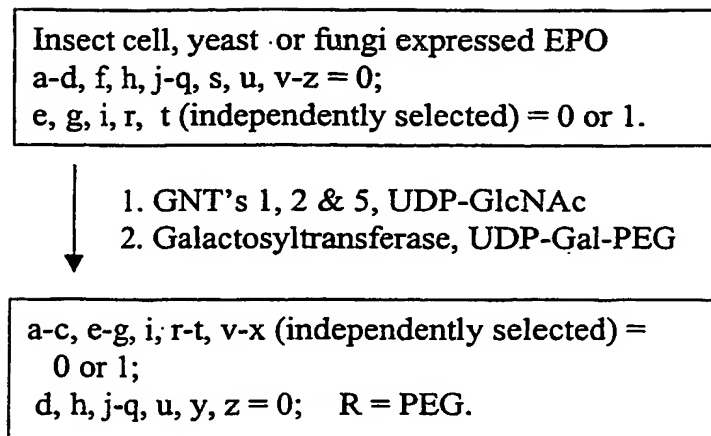 Insect cell, yeast or fungi expressed EPO
a-d, f, h, j-q, s, u, v-z = 0;
e, g, i, r, t (independently selected) = 0 or 1.
1. GNT's 1, 2 & 5, UDP-GlcNAc
2. Galactosyltransferase, UDP-Gal-PEG
a-c, e-g, i, r-t, v-x (independently selected) =
0 or 1;
d, h, j-q, u, y, z = 0; R = PEG.